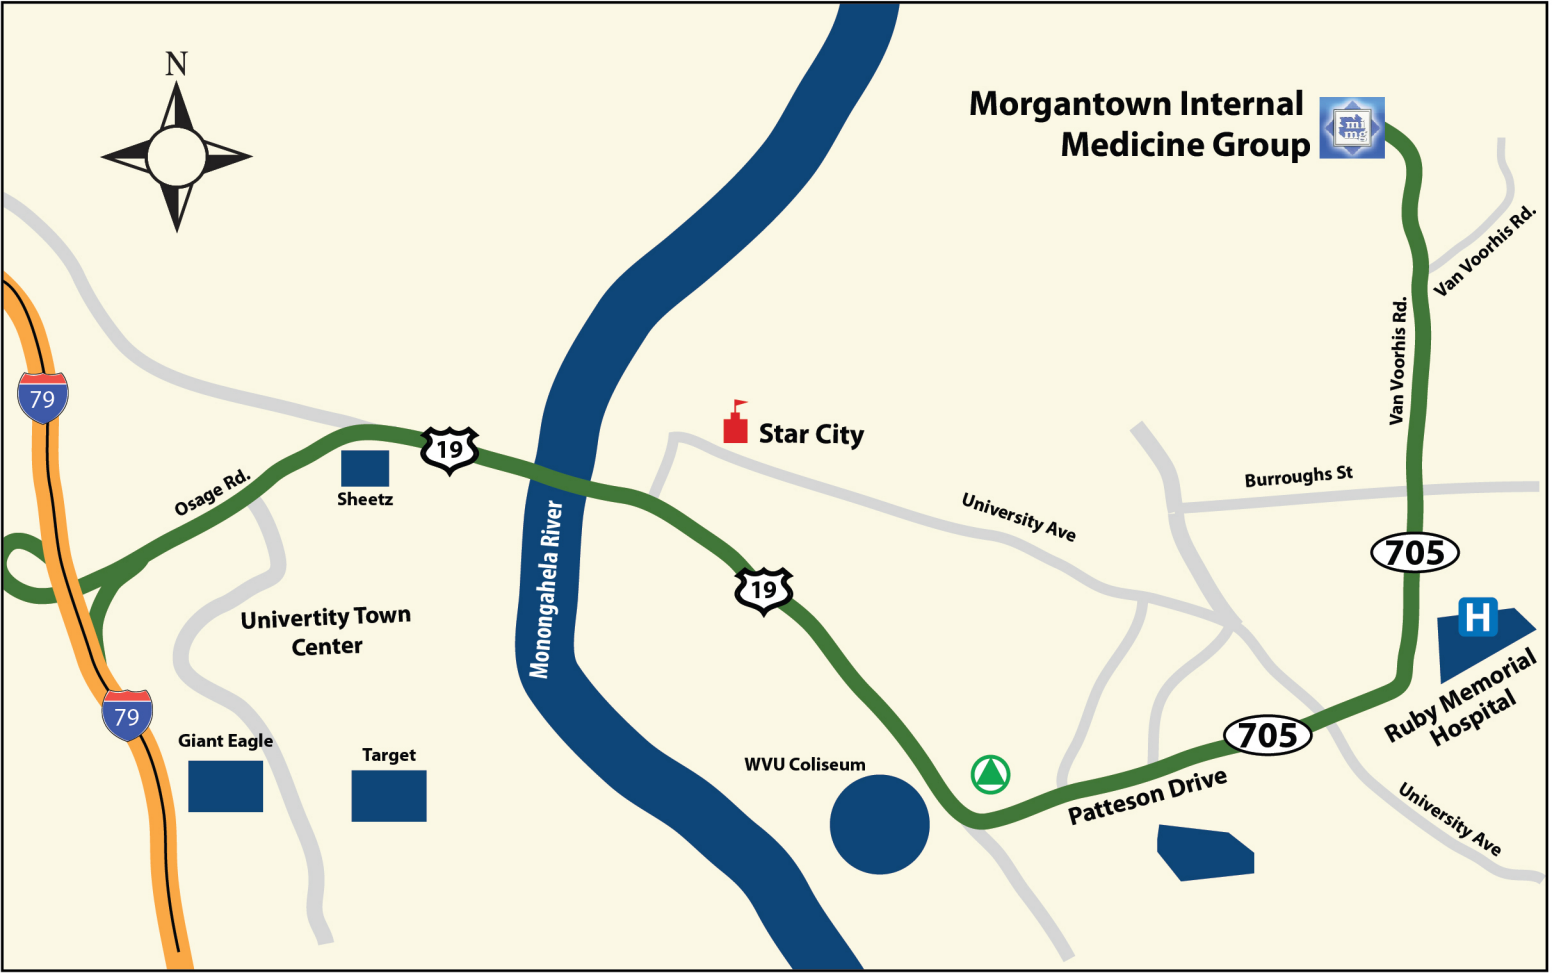 N
Morgantown Internal
Medicine Group
mi
mg
Van Voorhis Rd.
Van Voorhis Rd.
79
19
Star City
Osage Rd.
Sheetz
Burroughs St
University Ave
Monongahela River
705
19
H
Univertity Town
Center
Ruby Memorial
Hospital
79
705
Giant Eagle
Target
WVU Coliseum
Patteson Drive
University Ave